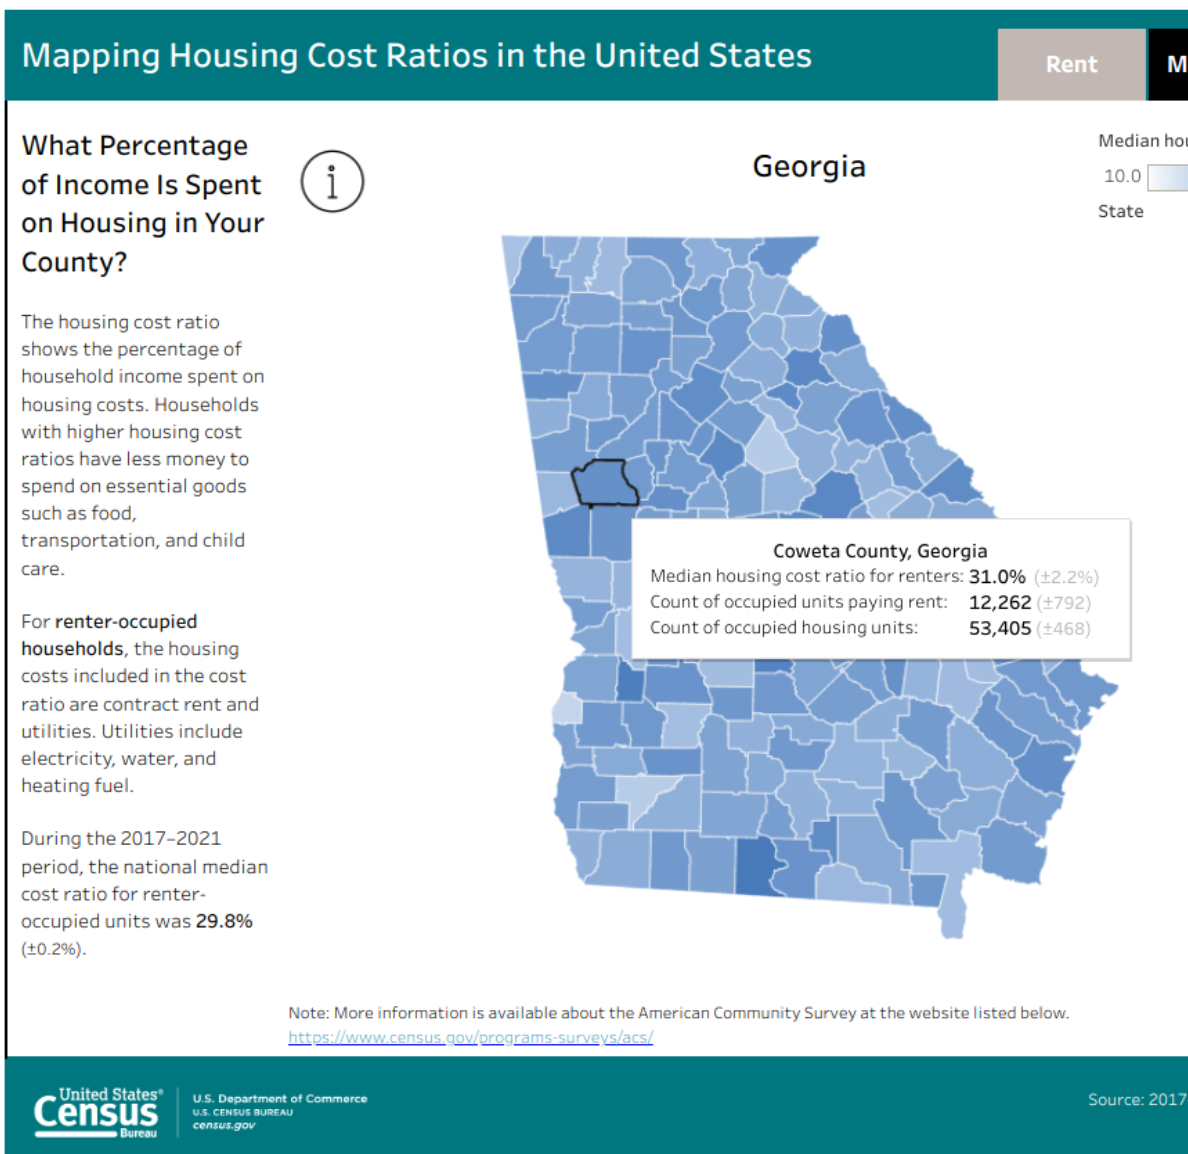 Mapping Housing Cost Ratios in the United States
Rent
M
What Percentage
of Income Is Spent
on Housing in Your
County?
The housing cost ratio
shows the percentage of
household income spent on
housing costs. Households
with higher housing cost
ratios have less money to
spend on essential goods
such as food,
transportation, and child
care.
For renter-occupied
households, the housing
costs included in the cost
ratio are contract rent and
utilities. Utilities include
electricity, water, and
heating fuel.
During the 2017–2021
period, the national median
cost ratio for renter-
occupied units was 29.8%
(±0.2%).
i
Georgia
Median hou
10.0
State
Coweta County, Georgia
Median housing cost ratio for renters: 31.0% (±2.2%)
Count of occupied units paying rent: 12,262 (±792)
Count of occupied housing units: 53,405 (±468)
Note: More information is available about the American Community Survey at the website listed below.
https://www.census.gov/programs-surveys/acs/
United States®
Census
Bureau
U.S. Department of Commerce
U.S. CENSUS BUREAU
census.gov
Source: 2017